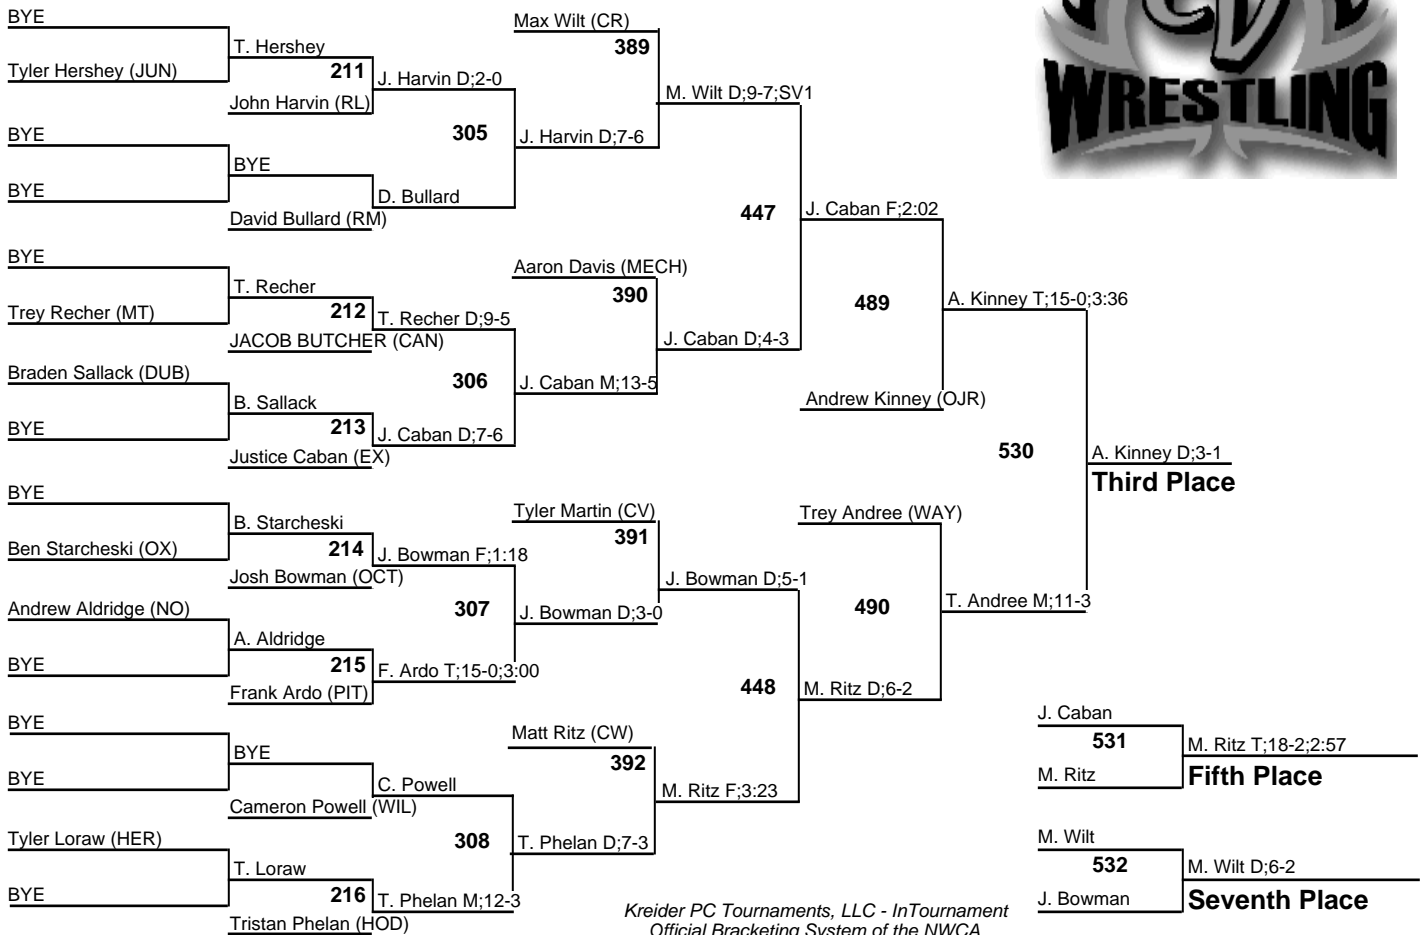 BYE
Max Wilt (CR)
T. Hershey
389
Tyler Hershey (JUN)
211
J. Harvin D;2-0
WRESTLING
M. Wilt D;9-7;SV1
John Harvin (RL)
BYE
305
J. Harvin D;7-6
BYE
BYE
D. Bullard
David Bullard (RM)
447
J. Caban F;2:02
BYE
Aaron Davis (MECH)
T. Recher
390
489
A. Kinney T;15-0;3:36
Trey Recher (MT)
212
T. Recher D;9-5
JACOB BUTCHER (CAN)
J. Caban D;4-3
Braden Sallack (DUB)
306
J. Caban M;13-5
B. Sallack
Andrew Kinney (OJR)
BYE
213
J. Caban D;7-6
Justice Caban (EX)
530
A. Kinney D;3-1
Third Place
BYE
Tyler Martin (CV)
Trey Andree (WAY)
B. Starcheski
391
Ben Starcheski (OX)
214
J. Bowman F;1:18
Josh Bowman (OCT)
J. Bowman D;5-1
Andrew Aldridge (NO)
307
J. Bowman D;3-0
490
T. Andree M;11-3
A. Aldridge
BYE
215
F. Ardo T;15-0;3:00
Frank Ardo (PIT)
448
M. Ritz D;6-2
BYE
Matt Ritz (CW)
J. Caban
BYE
392
531
M. Ritz T;18-2;2:57
BYE
C. Powell
M. Ritz F;3:23
M. Ritz
Fifth Place
Cameron Powell (WIL)
Tyler Loraw (HER)
308
T. Phelan D;7-3
M. Wilt
T. Loraw
532
M. Wilt D;6-2
BYE
216
T. Phelan M;12-3
J. Bowman
Seventh Place
Tristan Phelan (HOD)
Kreider PC Tournaments, LLC - InTournament
Official Bracketing System of the NWCA